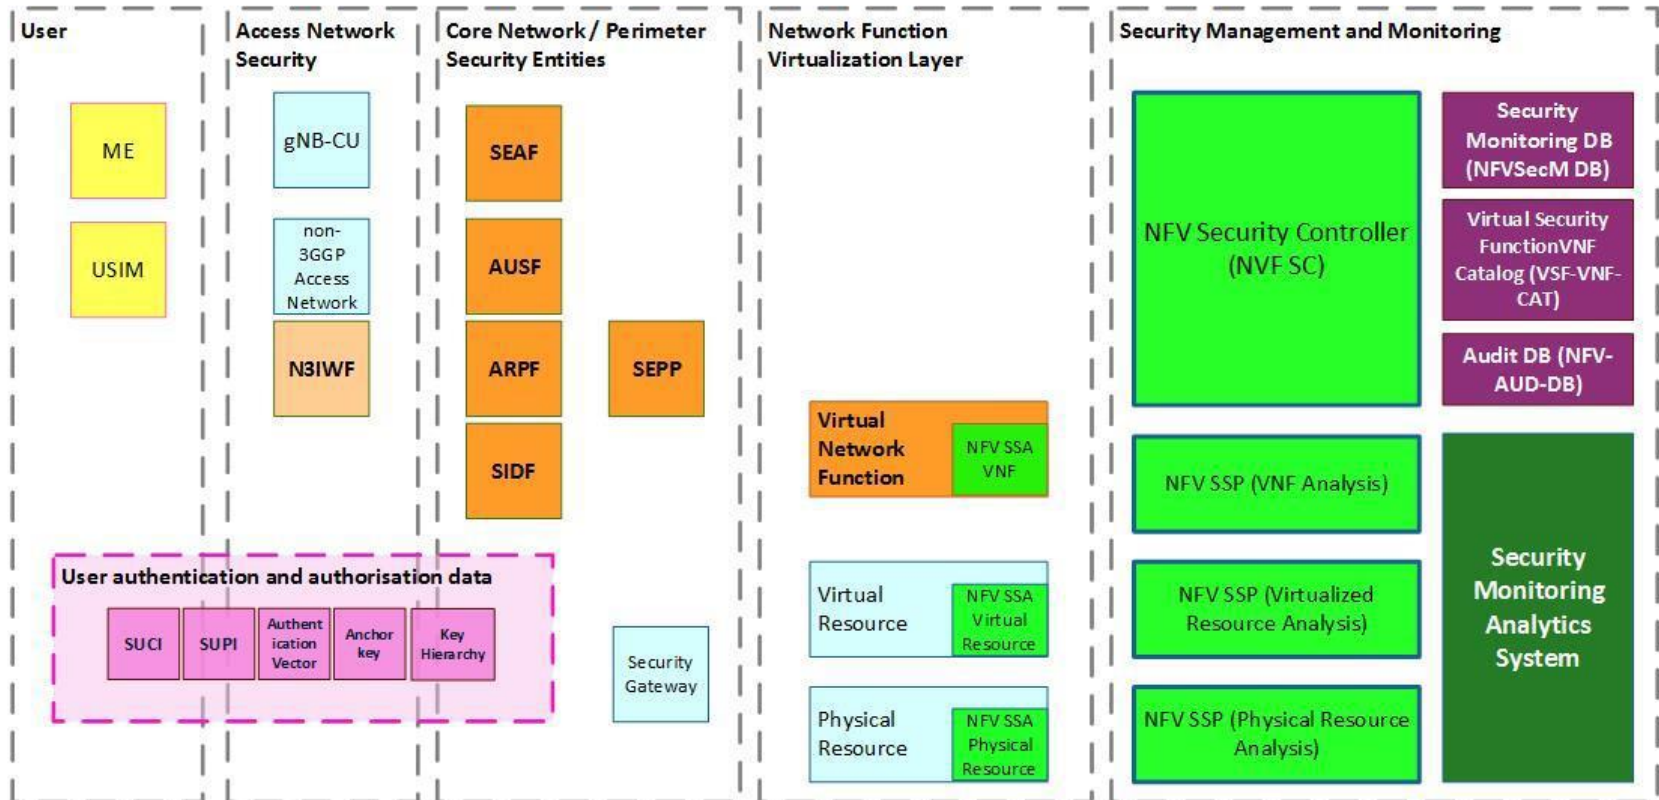 User
ME
USIM
Access Network
Security
gNB-CU
non-
3GGP
Access
Network
N3IWF
Core Network / Perimeter
Security Entities
SEAF
AUSF
ARPF
SEPP
SIDF
User authentication and authorisation data
SUCI
SUPI
Authent
ication
Vector
Anchor
key
Key
Hierarchy
Security
Gateway
Network Function
Virtualization Layer
Virtual
Network
Function
NFV SSA
VNF
Virtual
Resource
NFV SSA
Virtual
Resource
Physical
Resource
NFV SSA
Physical
Resource
Security Management and Monitoring
NFV Security Controller
(NVF SC)
NFV SSP (VNF Analysis)
NFV SSP (Virtualized
Resource Analysis)
NFV SSP (Physical Resource
Analysis)
Security
Monitoring DB
(NFVSecM DB)
Virtual Security
FunctionVNF
Catalog (VSF-VNF-
CAT)
Audit DB (NFV-
AUD-DB)
Security
Monitoring
Analytics
System